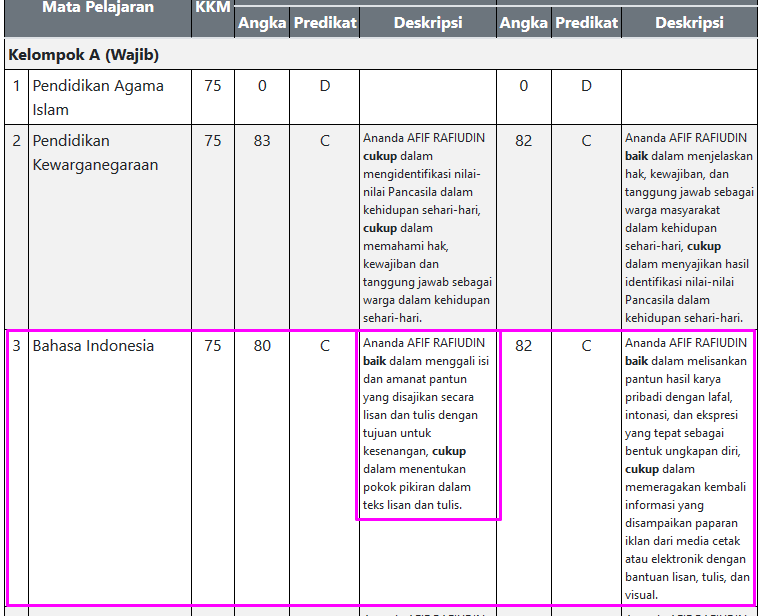 Mata Pelajaran KKM
Angka Predikat Deskripsi Angka Predikat Deskripsi
Kelompok A (Wajib)
1 Pendidikan Agama
Islam
75 0 D
0 D
2 Pendidikan
Kewarganegaraan
75 83 C
Ananda AFIF RAFIUDIN
cukup dalam
mengidentifikasi nilai-
nilai Pancasila dalam
kehidupan sehari-hari,
cukup dalam
memahami hak,
kewajiban dan
tanggung jawab sebagai
warga dalam kehidupan
sehari-hari.
82 C
Ananda AFIF RAFIUDIN
baik dalam menjelaskan
hak, kewajiban, dan
tanggung jawab sebagai
warga masyarakat
dalam kehidupan
sehari-hari, cukup
dalam menyajikan hasil
identifikasi nilai-nilai
Pancasila dalam
kehidupan sehari-hari.
3 Bahasa Indonesia
75 80 C
Ananda AFIF RAFIUDIN
baik dalam menggali isi
dan amanat pantun
yang disajikan secara
lisan dan tulis dengan
tujuan untuk
kesenangan, cukup
dalam menentukan
pokok pikiran dalam
teks lisan dan tulis.
82 C
Ananda AFIF RAFIUDIN
baik dalam melisankan
pantun hasil karya
pribadi dengan lafal,
intonasi, dan ekspresi
yang tepat sebagai
bentuk ungkapan diri,
cukup dalam
memeragakan kembali
informasi yang
disampaikan paparan
iklan dari media cetak
atau elektronik dengan
bantuan lisan, tulis, dan
visual.